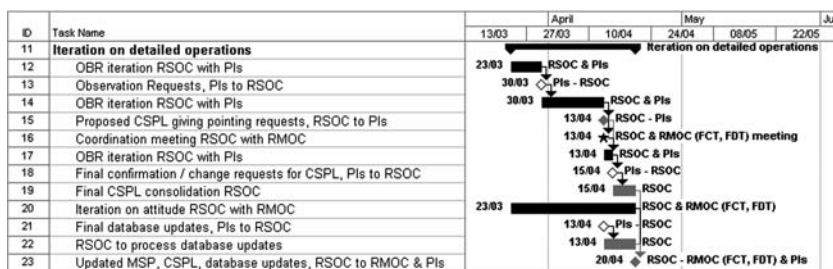 April May Ju
ID Task Name 13/03 27/03 10/04 24/04 08/05 22/05
11 Iteration on detailed operations Iteration on detailed operations
12 OBR iteration RSOC with PIs 23/03 RSOC & PIs
13 Observation Requests, PIs to RSOC 30/03 PIs - RSOC
14 OBR iteration RSOC with PIs 30/03 RSOC & PIs
15 Proposed CSPL giving pointing requests, RSOC to PIs 13/04 RSOC - PIs
16 Coordination meeting RSOC with RMOC 13/04 RSOC & RMOC (FCT, FDT) meeting
17 OBR iteration RSOC with PIs 13/04 RSOC & PIs
18 Final confirmation / change requests for CSPL, PIs to RSOC 15/04 PIs - RSOC
19 Final CSPL consolidation RSOC 15/04 RSOC
20 Iteration on attitude RSOC with RMOC 23/03 RSOC & RMOC (FCT, FDT)
21 Final database updates, PIs to RSOC 13/04 PIs - RSOC
22 RSOC to process database updates 13/04 RSOC
23 Updated MSP, CSPL, database updates, RSOC to RMOC & PIs 20/04 RSOC - RMOC (FCT, FDT) & PIs